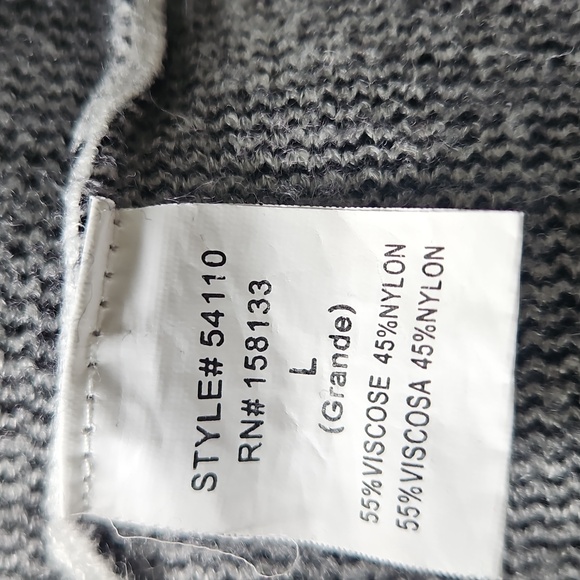 STYLE# 54110
RN# 158133
L
(Grande)
55%VISCOSE 45%NYLON
55%VISCOSA 45%NYLON